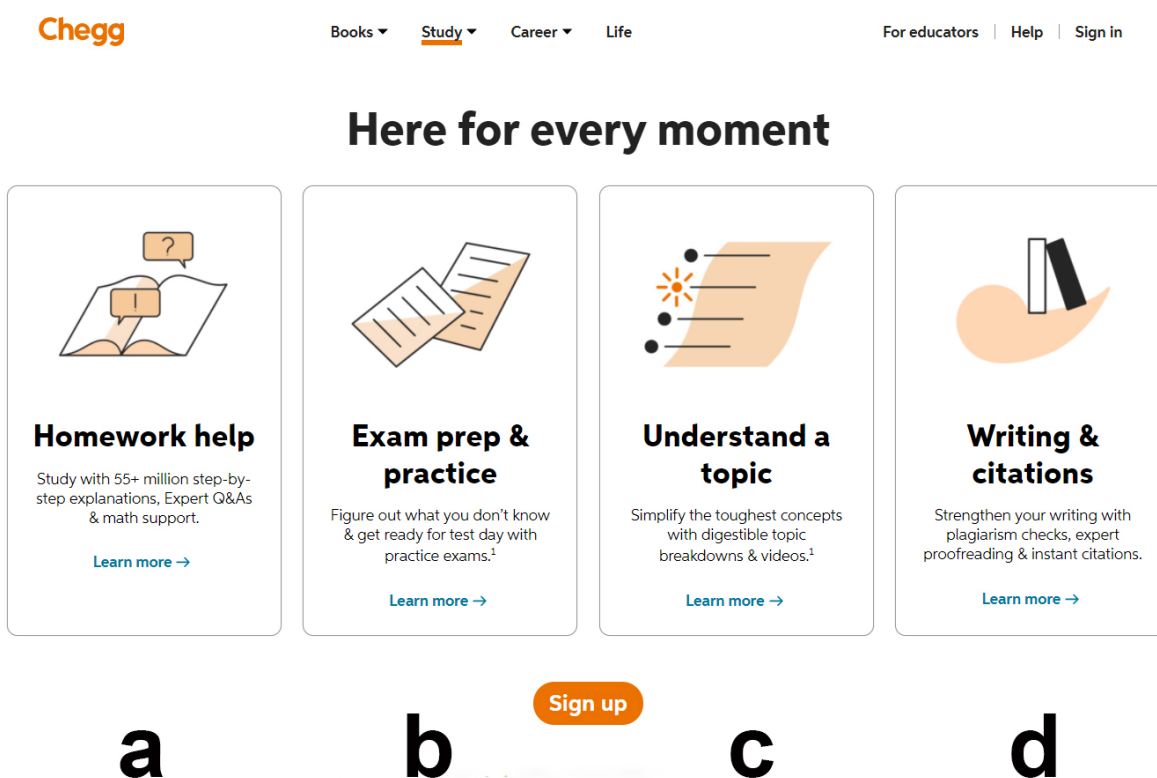 Chegg
Books Study Career Life For educators Help Sign in
Here for every moment
?
!
Homework help
Study with 55+ million step-by-
step explanations, Expert Q&As
& math support.
Learn more →
Exam prep &
practice
Figure out what you don’t know
& get ready for test day with
practice exams.¹
Learn more →
Understand a
topic
Simplify the toughest concepts
with digestible topic
breakdowns & videos.¹
Learn more →
Writing &
citations
Strengthen your writing with
plagiarism checks, expert
proofreading & instant citations.
Learn more →
Sign up
a b c d